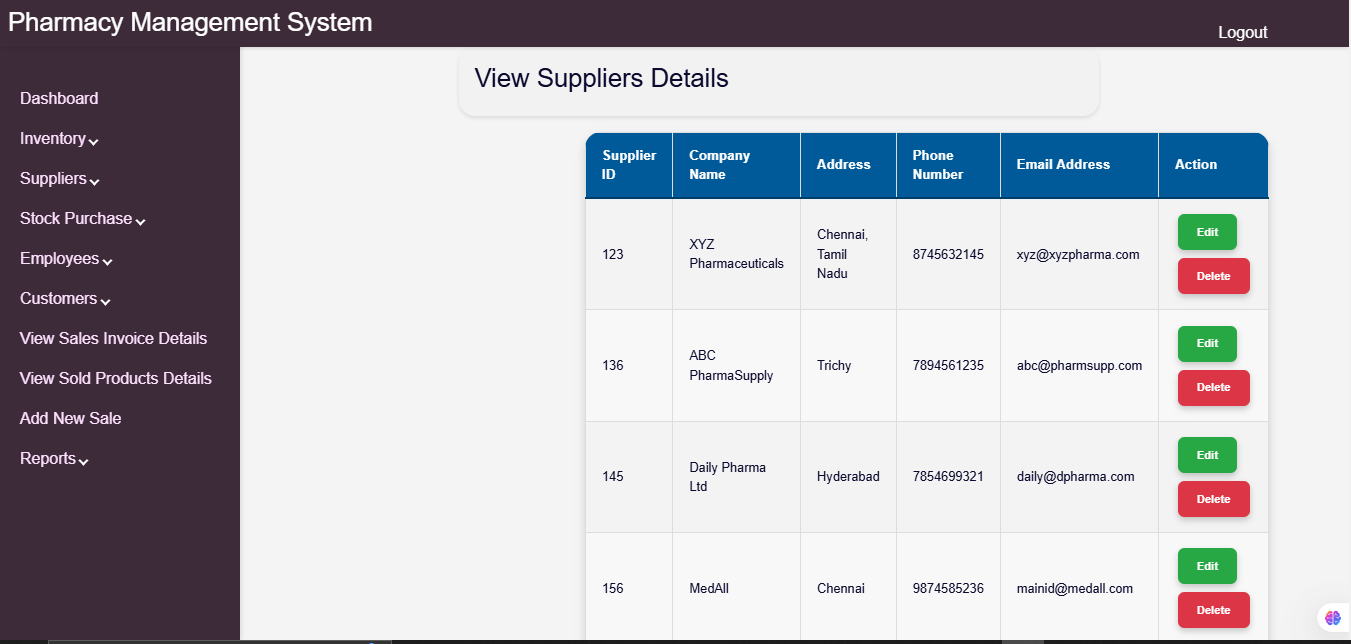 Pharmacy Management System
Logout
Dashboard
Inventory
Suppliers
Stock Purchase
Employees
Customers
View Sales Invoice Details
View Sold Products Details
Add New Sale
Reports
View Suppliers Details
Supplier
ID
Company
Name
Address
Phone
Number
Email Address
Action
123
XYZ
Pharmaceuticals
Chennai,
Tamil
Nadu
8745632145
xyz@xyzpharma.com
Edit
Delete
136
ABC
PharmaSupply
Trichy
7894561235
abc@pharmsupp.com
Edit
Delete
145
Daily Pharma
Ltd
Hyderabad
7854699321
daily@dpharma.com
Edit
Delete
156
MedAll
Chennai
9874585236
mainid@medall.com
Edit
Delete